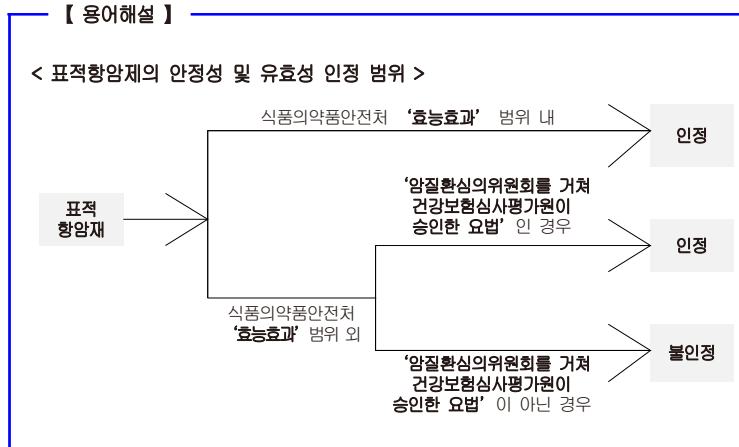 【 용어해설 】
< 표적항암제의 안정성 및 유효성 인정 범위 >
식품의약품안전처 ‘효능효과’ 범위 내
인정
표적
항암재
‘암질환심의위원회를 거쳐
건강보험심사평가원이
승인한 요법’ 인 경우
인정
식품의약품안전처
‘효능효과’ 범위 외
불인정
‘암질환심의위원회를 거쳐
건강보험심사평가원이
승인한 요법’ 이 아닌 경우